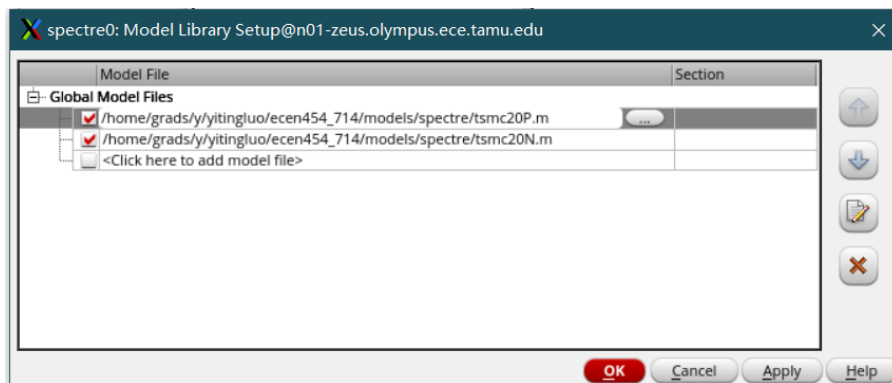 spectre0: Model Library Setup@n01-zeus.olympus.ece.tamu.edu
Model File Section
Global Model Files
/home/grads/y/yitingluo/ecen454_714/models/spectre/tsmc20P.m ...
/home/grads/y/yitingluo/ecen454_714/models/spectre/tsmc20N.m
<Click here to add model file>
OK Cancel Apply Help